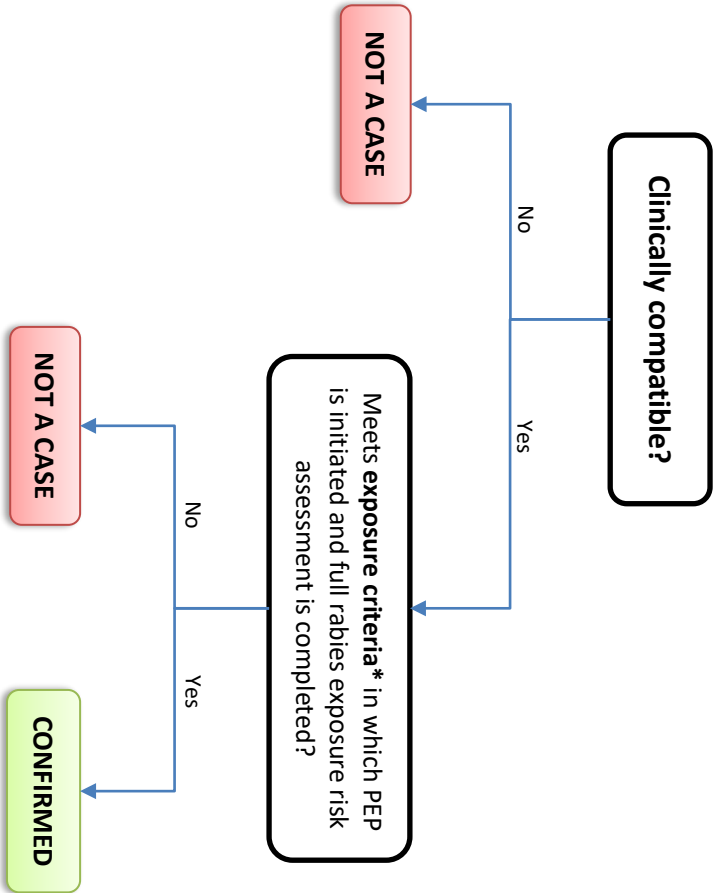 Clinically compatible?
No
Yes
NOT A CASE
Meets exposure criteria* in which PEP
is initiated and full rabies exposure risk
assessment is completed?
No
Yes
NOT A CASE
CONFIRMED